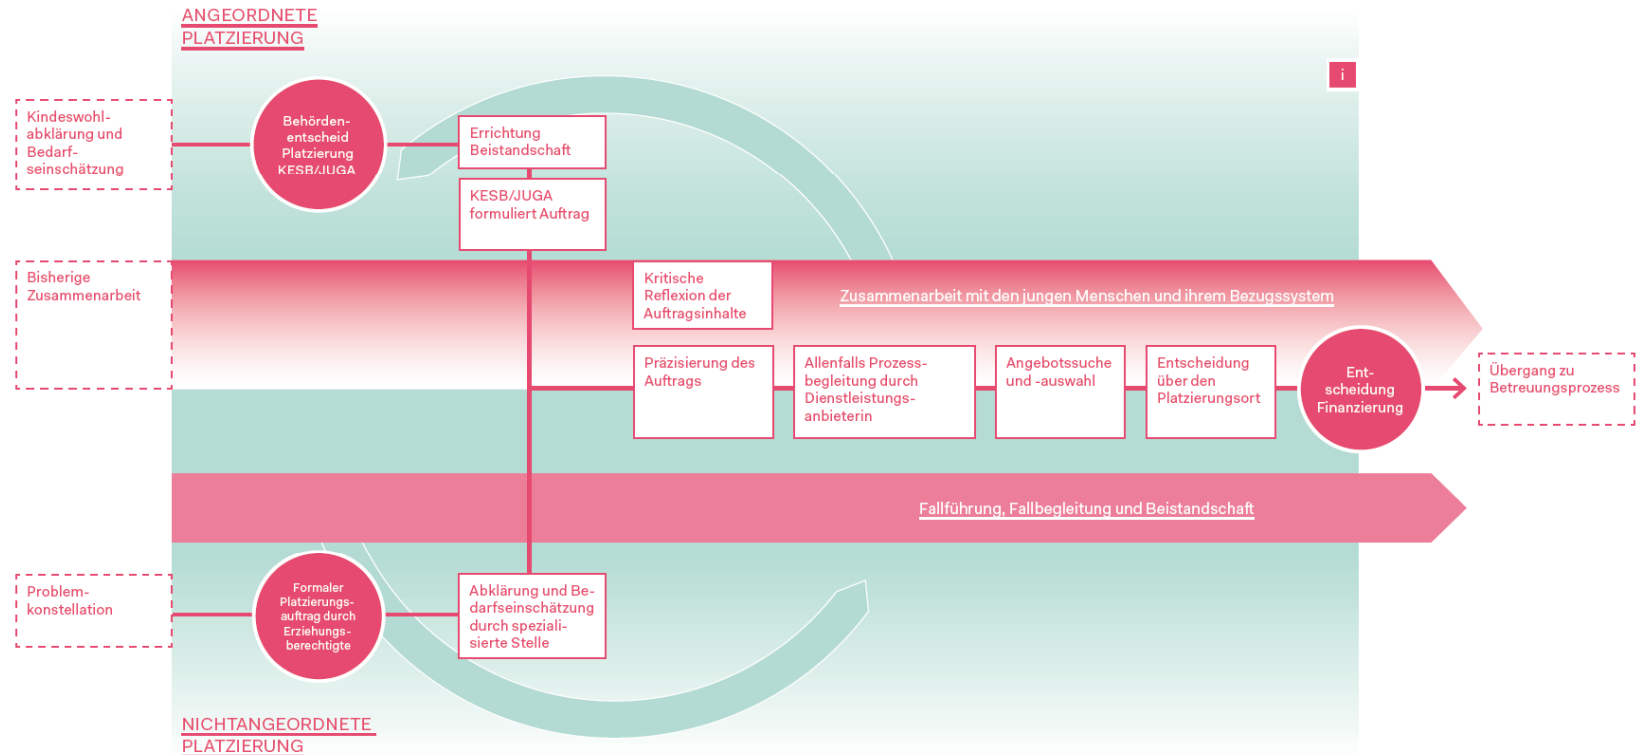 ANGEORDNETE
PLATZIERUNG
i
Kindeswohl-
abklärung und
Bedarf-
seinschätzung
Behörden-
entscheid
Platzierung
KESB/JUGA
Errichtung
Beistandschaft
KESB/JUGA
formuliert Auftrag
Bisherige
Zusammenarbeit
Kritische
Reflexion der
Auftragsinhalte
Zusammenarbeit mit den jungen Menschen und ihrem Bezugssystem
Präzisierung des
Auftrags
Allenfalls Prozess-
begleitung durch
Dienstleistungs-
anbieterin
Angebotssuche
und -auswahl
Entscheidung
über den
Platzierungsort
Ent-
scheidung
Finanzierung
Übergang zu
Betreuungsprozess
Fallführung, Fallbegleitung und Beistandschaft
Problem-
konstellation
Formaler
Platzierungs-
auftrag durch
Erziehungs-
berechtigte
Abklärung und Be-
darfseinschätzung
durch speziali-
sierte Stelle
NICHTANGEORDNETE
PLATZIERUNG